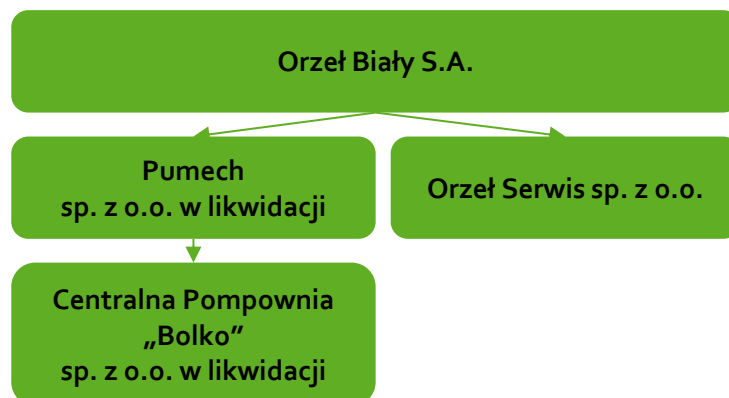 Orzeł Biały S.A.
Pumech
sp. z o.o. w likwidacji
Orzeł Serwis sp. z o.o.
Centralna Pompownia
„Bolko”
sp. z o.o. w likwidacji